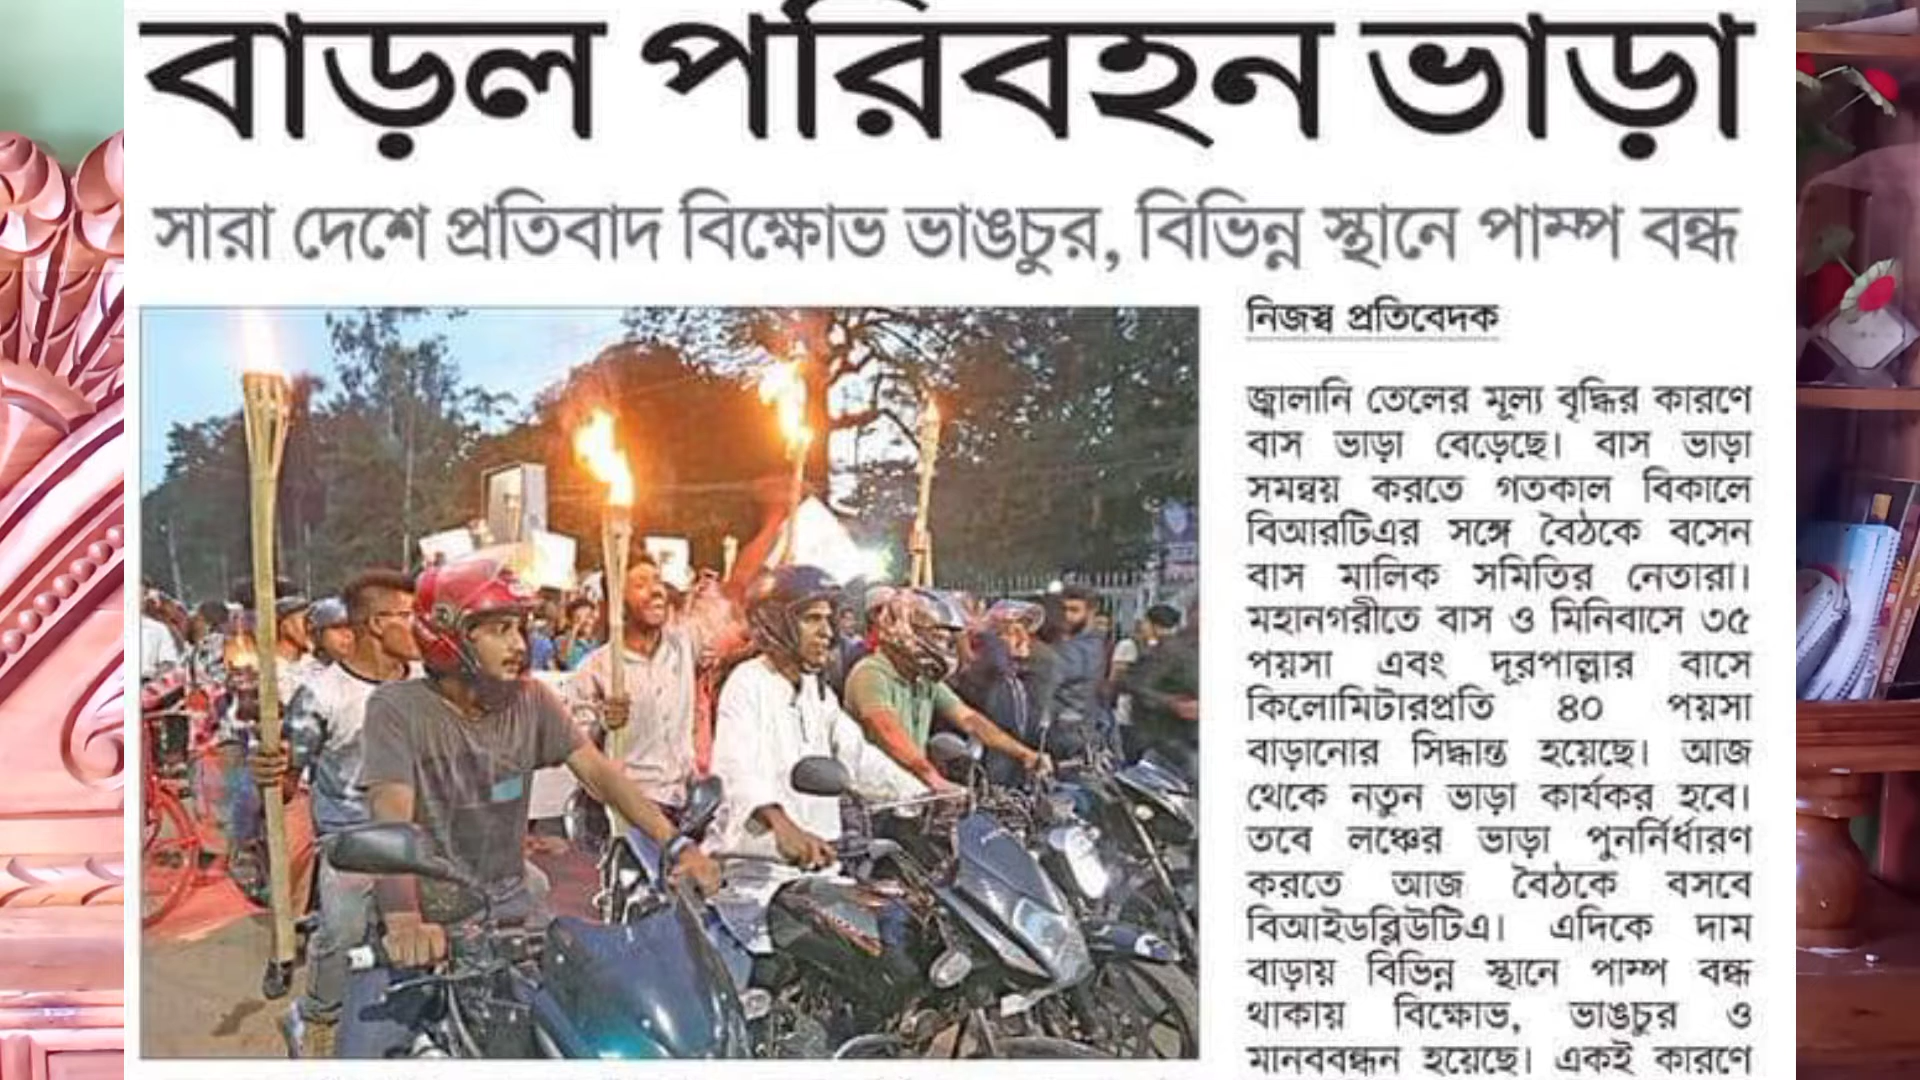 বাড়ল পরিবহন ভাড়া
সারা দেশে প্রতিবাদ বিক্ষোভ ভাঙচুর, বিভিন্ন স্থানে পাম্প বন্ধ
নিজস্ব প্রতিবেদক
জ্বালানি তেলের মূল্য বৃদ্ধির কারণে
বাস ভাড়া বেড়েছে। বাস ভাড়া
সমন্বয় করতে গতকাল বিকালে
বিআরটিএর সঙ্গে বৈঠকে বসেন
বাস মালিক সমিতির নেতারা।
মহানগরীতে বাস ও মিনিবাসে ৩৫
পয়সা এবং দূরপাল্লার বাসে
কিলোমিটারপ্রতি ৪০ পয়সা
বাড়ানোর সিদ্ধান্ত হয়েছে। আজ
থেকে নতুন ভাড়া কার্যকর হবে।
তবে লঞ্চের ভাড়া পুনর্নির্ধারণ
করতে আজ বৈঠকে বসবে
বিআইডব্লিউটিএ। এদিকে দাম
বাড়ায় বিভিন্ন স্থানে পাম্প বন্ধ
থাকায় বিক্ষোভ, ভাঙচুর ও
মানববন্ধন হয়েছে। একই কারণে